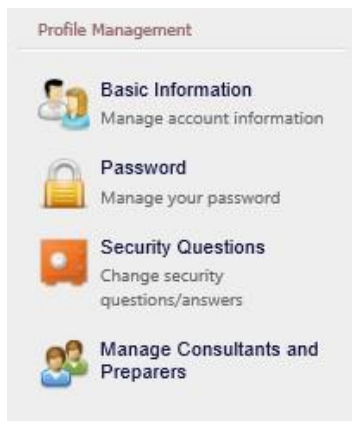 Profile Management
Basic Information
Manage account information
Password
Manage your password
Security Questions
Change security
questions/answers
Manage Consultants and
Preparers